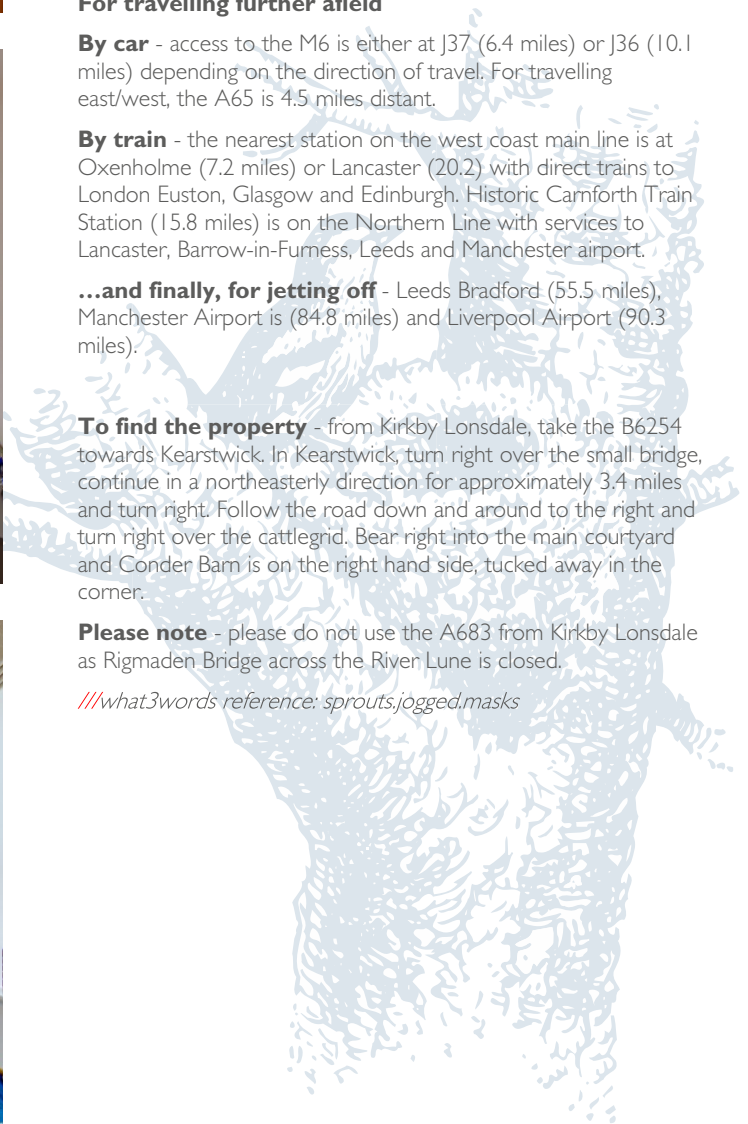 For travelling further afield
By car - access to the M6 is either at J37 (6.4 miles) or J36 (10.1
miles) depending on the direction of travel. For travelling
east/west, the A65 is 4.5 miles distant.
By train - the nearest station on the west coast main line is at
Oxenholme (7.2 miles) or Lancaster (20.2) with direct trains to
London Euston, Glasgow and Edinburgh. Historic Carnforth Train
Station (15.8 miles) is on the Northern Line with services to
Lancaster, Barrow-in-Furness, Leeds and Manchester airport.
…and finally, for jetting off - Leeds Bradford (55.5 miles),
Manchester Airport is (84.8 miles) and Liverpool Airport (90.3
miles).
To find the property - from Kirkby Lonsdale, take the B6254
towards Kearstwick. In Kearstwick, turn right over the small bridge,
continue in a northeasterly direction for approximately 3.4 miles
and turn right. Follow the road down and around to the right and
turn right over the cattlegrid. Bear right into the main courtyard
and Conder Barn is on the right hand side, tucked away in the
corner.
Please note - please do not use the A683 from Kirkby Lonsdale
as Rigmaden Bridge across the River Lune is closed.
///what3words reference: sprouts.jogged.masks